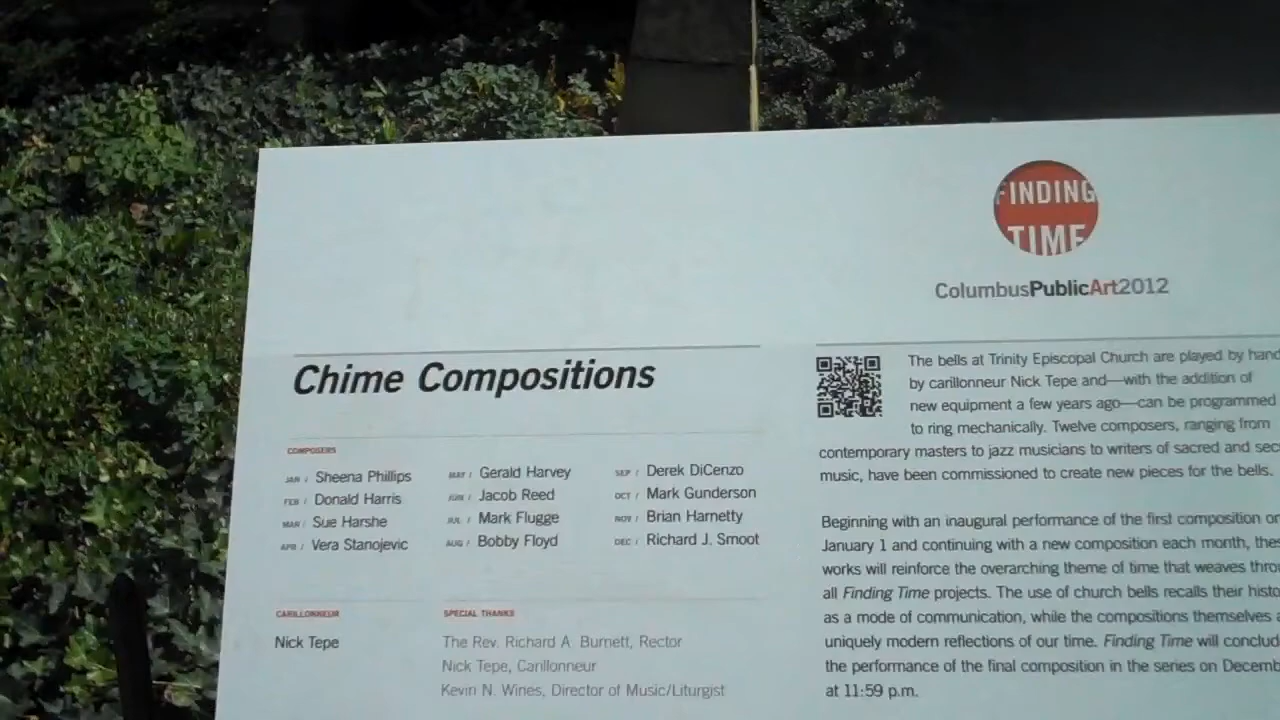 FINDING
TIME
ColumbusPublicArt2012
Chime Compositions
COMPOSERS
JAN / Sheena Phillips
FEB / Donald Harris
MAR / Sue Harshe
APR / Vera Stanojevic
MAY / Gerald Harvey
JUN / Jacob Reed
JUL / Mark Flugge
AUG / Bobby Floyd
SEP / Derek DiCenzo
OCT / Mark Gunderson
NOV / Brian Harnetty
DEC / Richard J. Smoot
CARILLONNEUR
Nick Tepe
SPECIAL THANKS
The Rev. Richard A. Burnett, Rector
Nick Tepe, Carillonneur
Kevin N. Wines, Director of Music/Liturgist
The bells at Trinity Episcopal Church are played by hand
by carillonneur Nick Tepe and—with the addition of
new equipment a few years ago—can be programmed
to ring mechanically. Twelve composers, ranging from
contemporary masters to jazz musicians to writers of sacred and sec
music, have been commissioned to create new pieces for the bells.
Beginning with an inaugural performance of the first composition on
January 1 and continuing with a new composition each month, thes
works will reinforce the overarching theme of time that weaves thro
all Finding Time projects. The use of church bells recalls their histo
as a mode of communication, while the compositions themselves a
uniquely modern reflections of our time. Finding Time will conclud
the performance of the final composition in the series on Decemb
at 11:59 p.m.